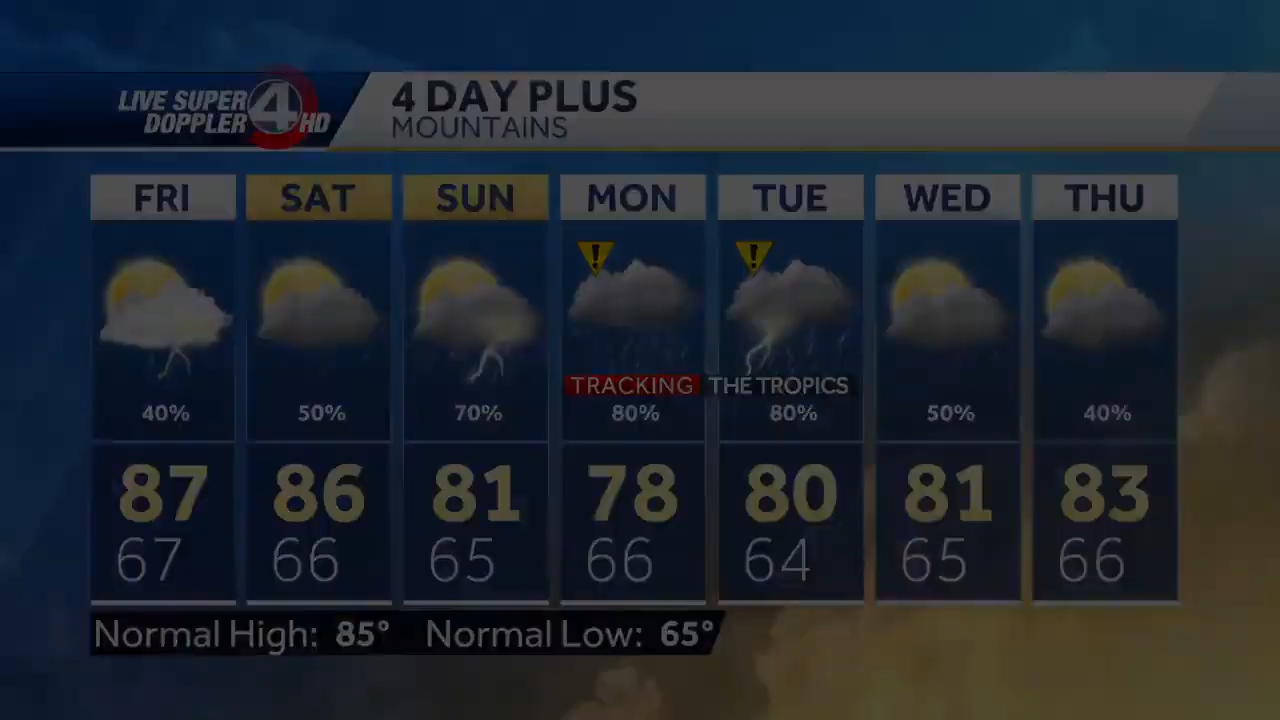 LIVE SUPER
DOPPLER 4 HD
4 DAY PLUS
MOUNTAINS
FRI SAT SUN MON TUE WED THU
! !
TRACKING THE TROPICS
40% 50% 70% 80% 80% 50% 40%
87 86 81 78 80 81 83
67 66 65 66 64 65 66
Normal High: 85° Normal Low: 65°